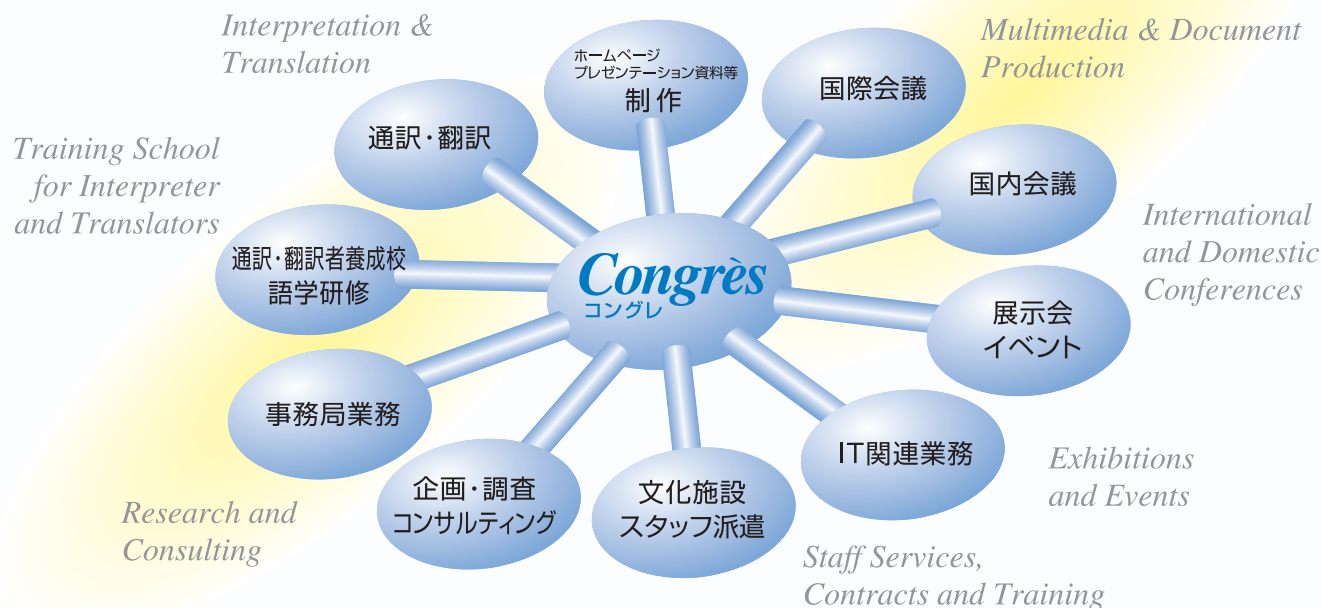 Interpretation &
Translation
ホームページ
プレゼンテーション資料等
制作
国際会議
Multimedia & Document
Production
通訳・翻訳
国内会議
Training School
for Interpreter
and Translators
International
and Domestic
Conferences
通訳・翻訳者養成校
語学研修
Congrès
コングレ
展示会
イベント
事務局業務
IT関連業務
企画・調査
コンサルティング
文化施設
スタッフ派遣
Exhibitions
and Events
Research and
Consulting
Staff Services,
Contracts and Training